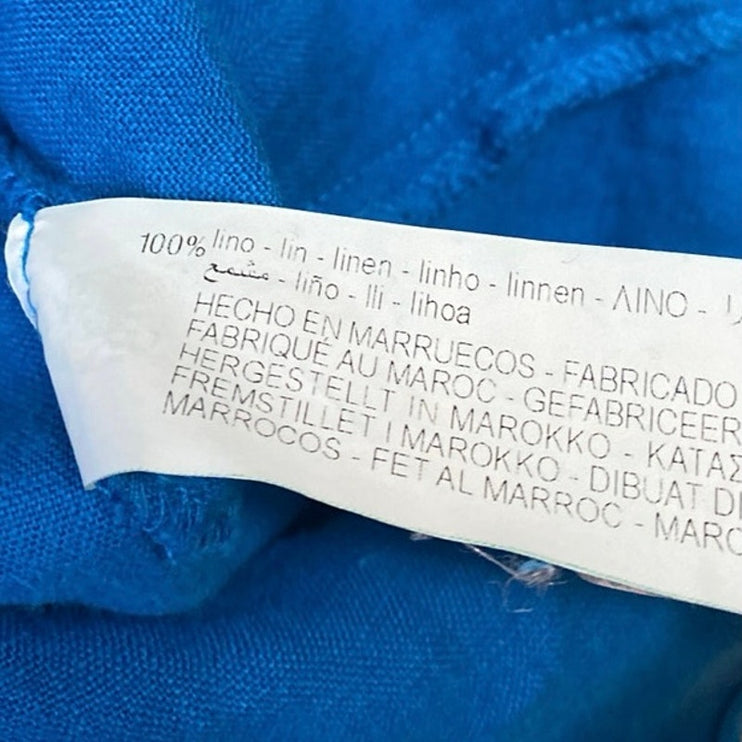 100% lino - lin - linen - linho - linnen - ΛΙΝΟ -
مشمع - liño - lli - lihoa
HECHO EN MARRUECOS - FABRICADO
FABRIQUÉ AU MAROC - GEFABRICEER
HERGESTELLT IN MAROKKO - ΚΑΤΑΣ
FREMSTILLET I MAROKKO - DIBUAT DI
MARROCOS - FET AL MARROC - MARO